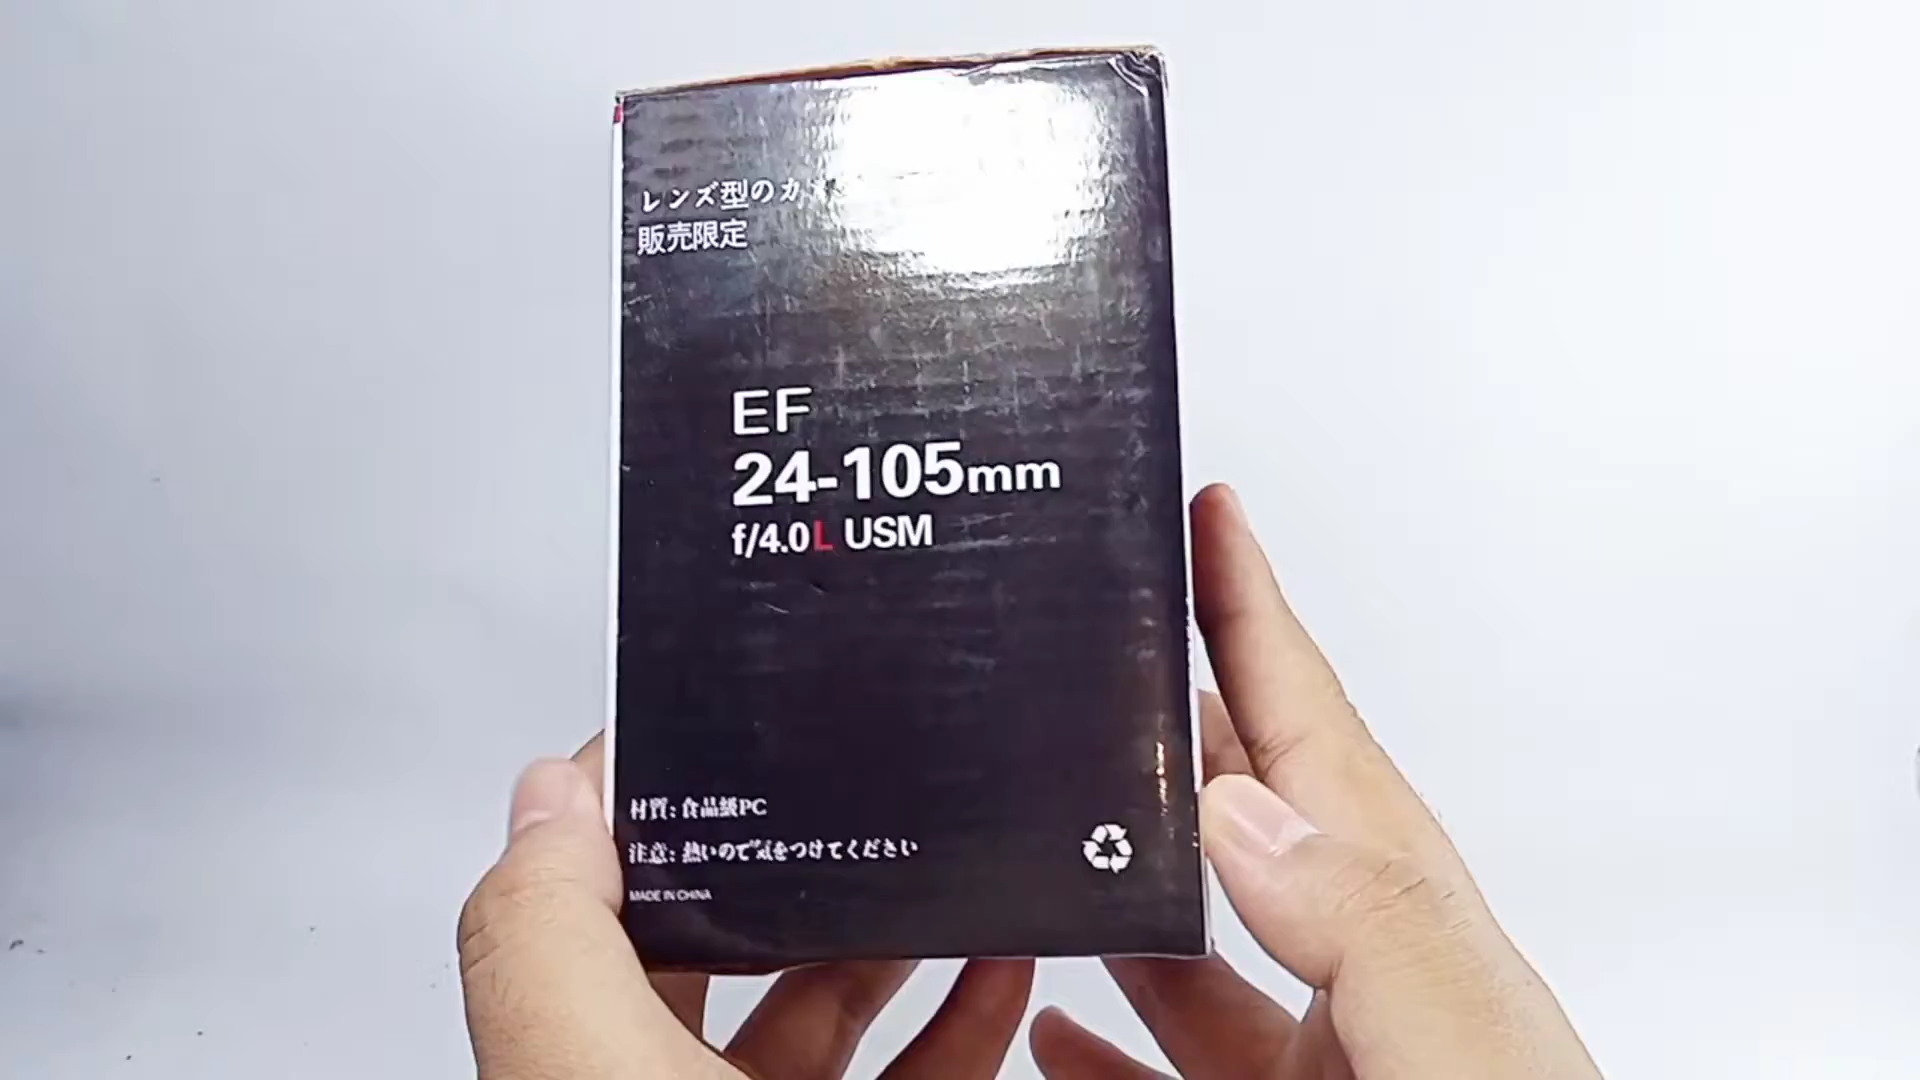 レンズ型のカ
販売限定
EF
24-105mm
f/4.0L USM
材質: 食品級PC
注意: 熱いので気をつけてください
MADE IN CHINA